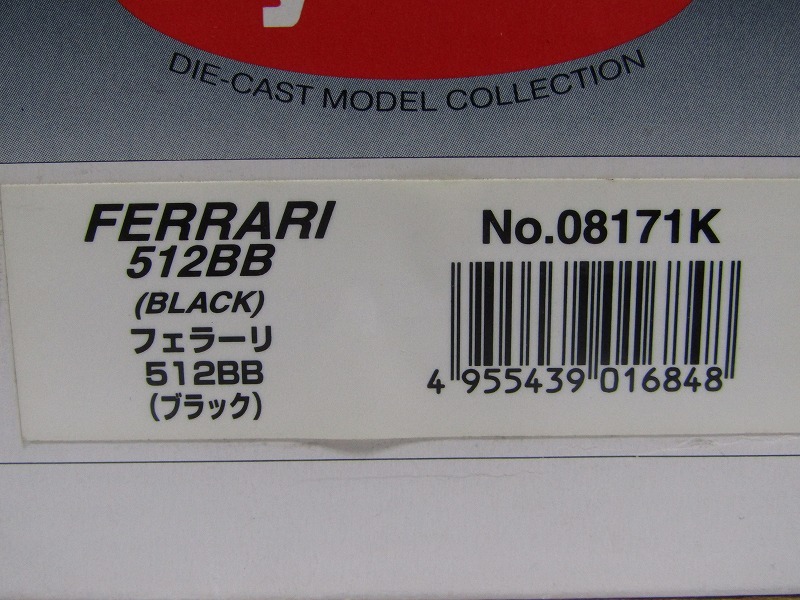 DIE-CAST MODEL COLLECTION
FERRARI
512BB
(BLACK)
フェラーリ
512BB
(ブラック)
No.08171K
4 955439 016848